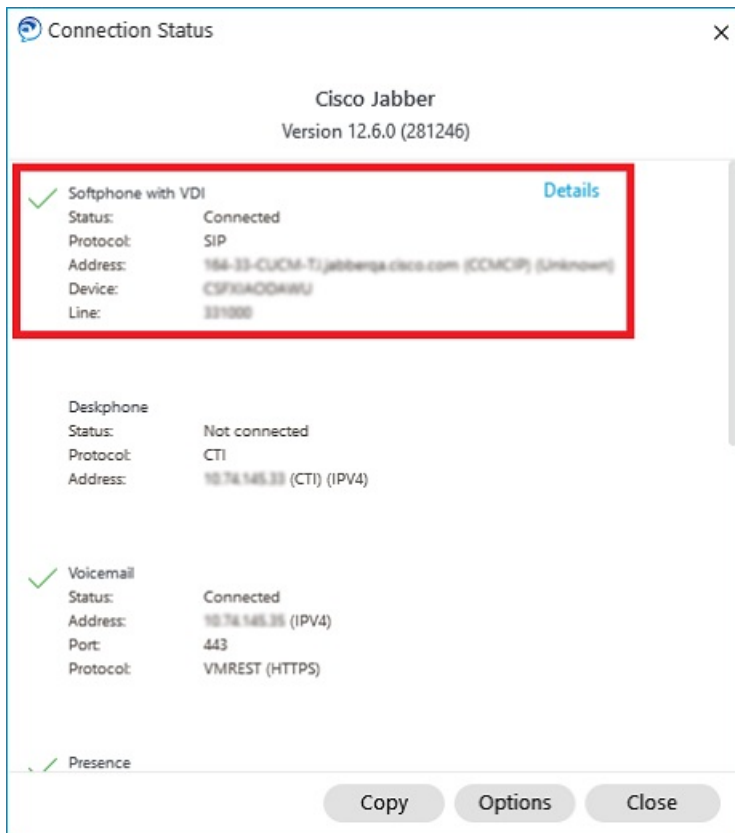 Connection Status
Cisco Jabber
Version 12.6.0 (281246)
Softphone with VDI
Details
Status: Connected
Protocol: SIP
Address: (CCMCIP) (Unknown)
Device:
Line:
Deskphone
Status: Not connected
Protocol: CTI
Address: (CTI) (IPV4)
Voicemail
Status: Connected
Address: (IPV4)
Port: 443
Protocol: VMREST (HTTPS)
Presence
Copy Options Close